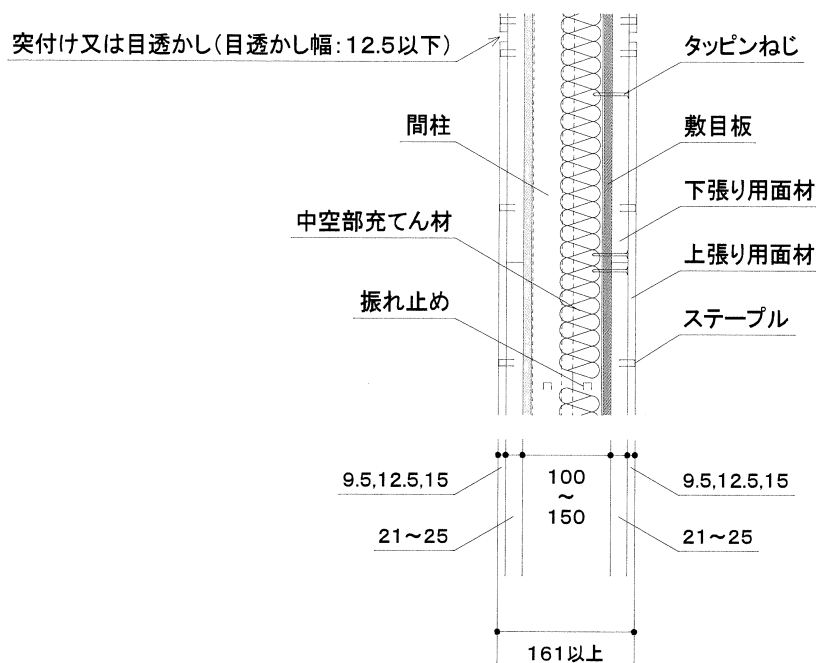 突付け又は目透かし(目透かし幅:12.5以下)
タッピンねじ
間柱
敷目板
下張り用面材
中空部充てん材
上張り用面材
振れ止め
ステープル
9.5,12.5,15
100
~
150
9.5,12.5,15
21~25
21~25
161以上